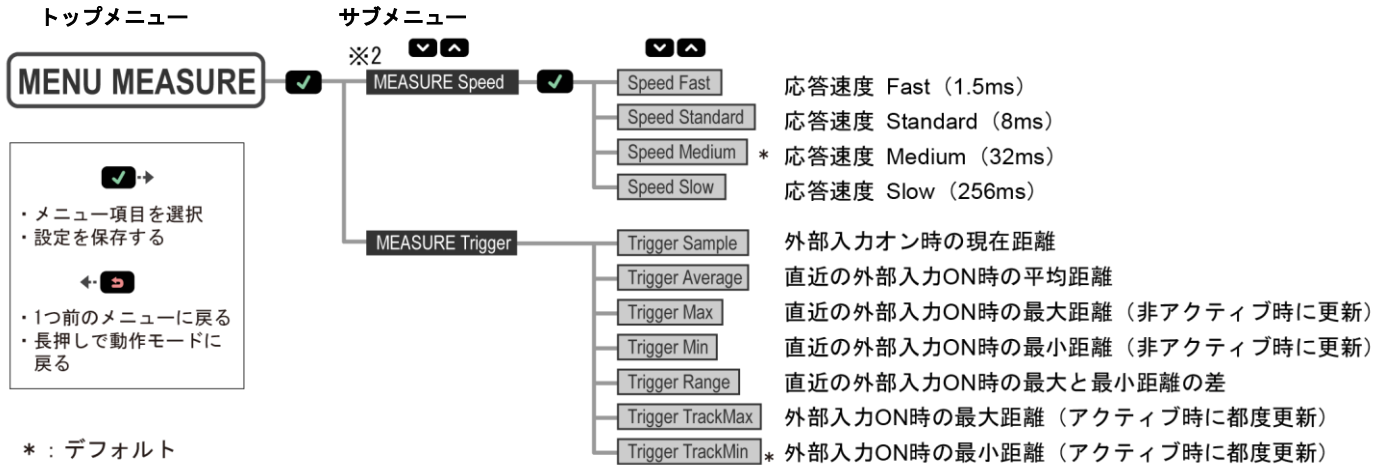 トップメニュー
サブメニュー
※2
MENU MEASURE
MEASURE Speed
Speed Fast 応答速度 Fast（1.5ms）
Speed Standard 応答速度 Standard（8ms）
Speed Medium * 応答速度 Medium（32ms）
Speed Slow 応答速度 Slow（256ms）
・メニュー項目を選択
・設定を保存する
・1つ前のメニューに戻る
・長押しで動作モードに
戻る
MEASURE Trigger
Trigger Sample 外部入力オン時の現在距離
Trigger Average 直近の外部入力ON時の平均距離
Trigger Max 直近の外部入力ON時の最大距離（非アクティブ時に更新）
Trigger Min 直近の外部入力ON時の最小距離（非アクティブ時に更新）
Trigger Range 直近の外部入力ON時の最大と最小距離の差
Trigger TrackMax 外部入力ON時の最大距離（アクティブ時に都度更新）
Trigger TrackMin * 外部入力ON時の最小距離（アクティブ時に都度更新）
* : デフォルト